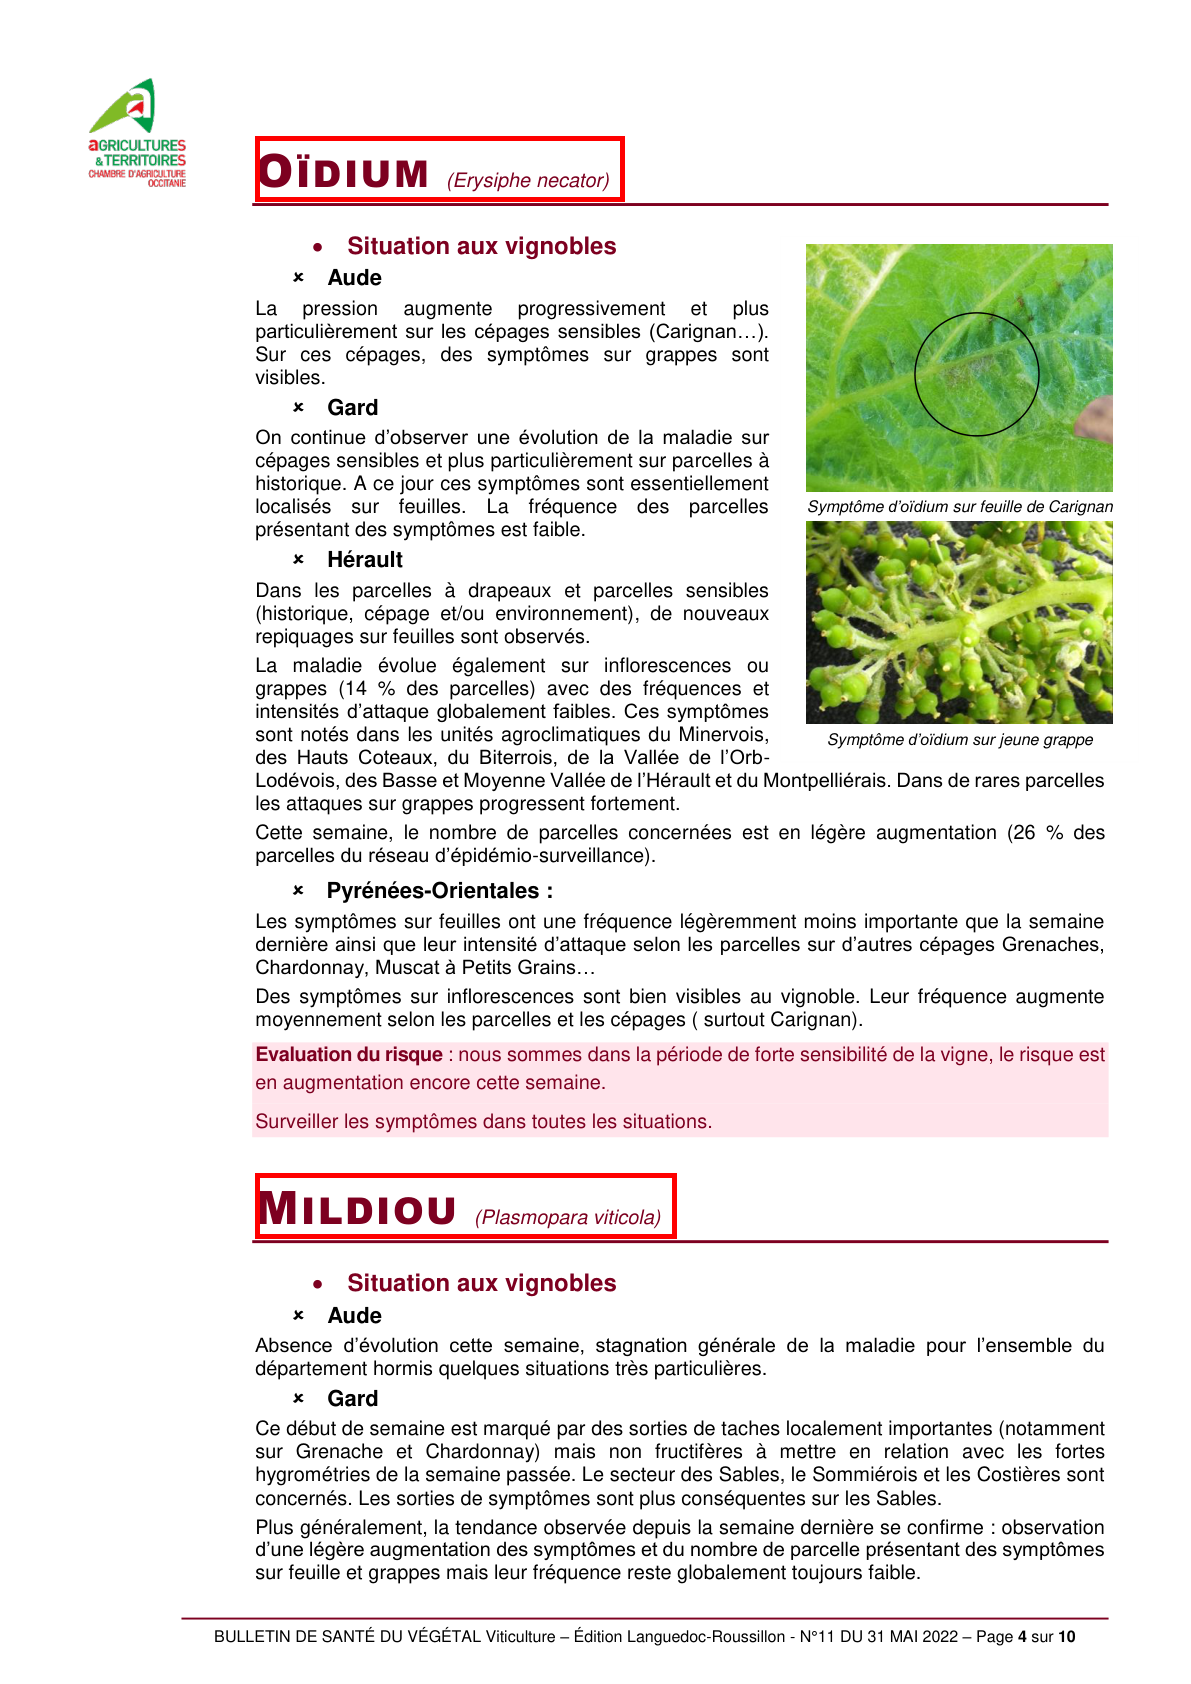 aGRICULTURES
& TERRITOIRES
CHAMBRE D'AGRICULTURE
OCCITANIE
OÏDIUM (Erysiphe necator)
• Situation aux vignobles
× Aude
La pression augmente progressivement et plus
particulièrement sur les cépages sensibles (Carignan…).
Sur ces cépages, des symptômes sur grappes sont
visibles.
× Gard
On continue d’observer une évolution de la maladie sur
cépages sensibles et plus particulièrement sur parcelles à
historique. A ce jour ces symptômes sont essentiellement
localisés sur feuilles. La fréquence des parcelles
présentant des symptômes est faible.
Symptôme d’oïdium sur feuille de Carignan
× Hérault
Dans les parcelles à drapeaux et parcelles sensibles
(historique, cépage et/ou environnement), de nouveaux
repiquages sur feuilles sont observés.
La maladie évolue également sur inflorescences ou
grappes (14 % des parcelles) avec des fréquences et
intensités d’attaque globalement faibles. Ces symptômes
sont notés dans les unités agroclimatiques du Minervois,
des Hauts Coteaux, du Biterrois, de la Vallée de l’Orb-
Symptôme d’oïdium sur jeune grappe
Lodévois, des Basse et Moyenne Vallée de l’Hérault et du Montpelliérais. Dans de rares parcelles
les attaques sur grappes progressent fortement.
Cette semaine, le nombre de parcelles concernées est en légère augmentation (26 % des
parcelles du réseau d’épidémio-surveillance).
× Pyrénées-Orientales :
Les symptômes sur feuilles ont une fréquence légèremment moins importante que la semaine
dernière ainsi que leur intensité d’attaque selon les parcelles sur d’autres cépages Grenaches,
Chardonnay, Muscat à Petits Grains…
Des symptômes sur inflorescences sont bien visibles au vignoble. Leur fréquence augmente
moyennement selon les parcelles et les cépages ( surtout Carignan).
Evaluation du risque : nous sommes dans la période de forte sensibilité de la vigne, le risque est
en augmentation encore cette semaine.
Surveiller les symptômes dans toutes les situations.
MILDIOU (Plasmopara viticola)
• Situation aux vignobles
× Aude
Absence d’évolution cette semaine, stagnation générale de la maladie pour l’ensemble du
département hormis quelques situations très particulières.
× Gard
Ce début de semaine est marqué par des sorties de taches localement importantes (notamment
sur Grenache et Chardonnay) mais non fructifères à mettre en relation avec les fortes
hygrométries de la semaine passée. Le secteur des Sables, le Sommiérois et les Costières sont
concernés. Les sorties de symptômes sont plus conséquentes sur les Sables.
Plus généralement, la tendance observée depuis la semaine dernière se confirme : observation
d’une légère augmentation des symptômes et du nombre de parcelle présentant des symptômes
sur feuille et grappes mais leur fréquence reste globalement toujours faible.
BULLETIN DE SANTÉ DU VÉGÉTAL Viticulture – Édition Languedoc-Roussillon - N°11 DU 31 MAI 2022 – Page 4 sur 10